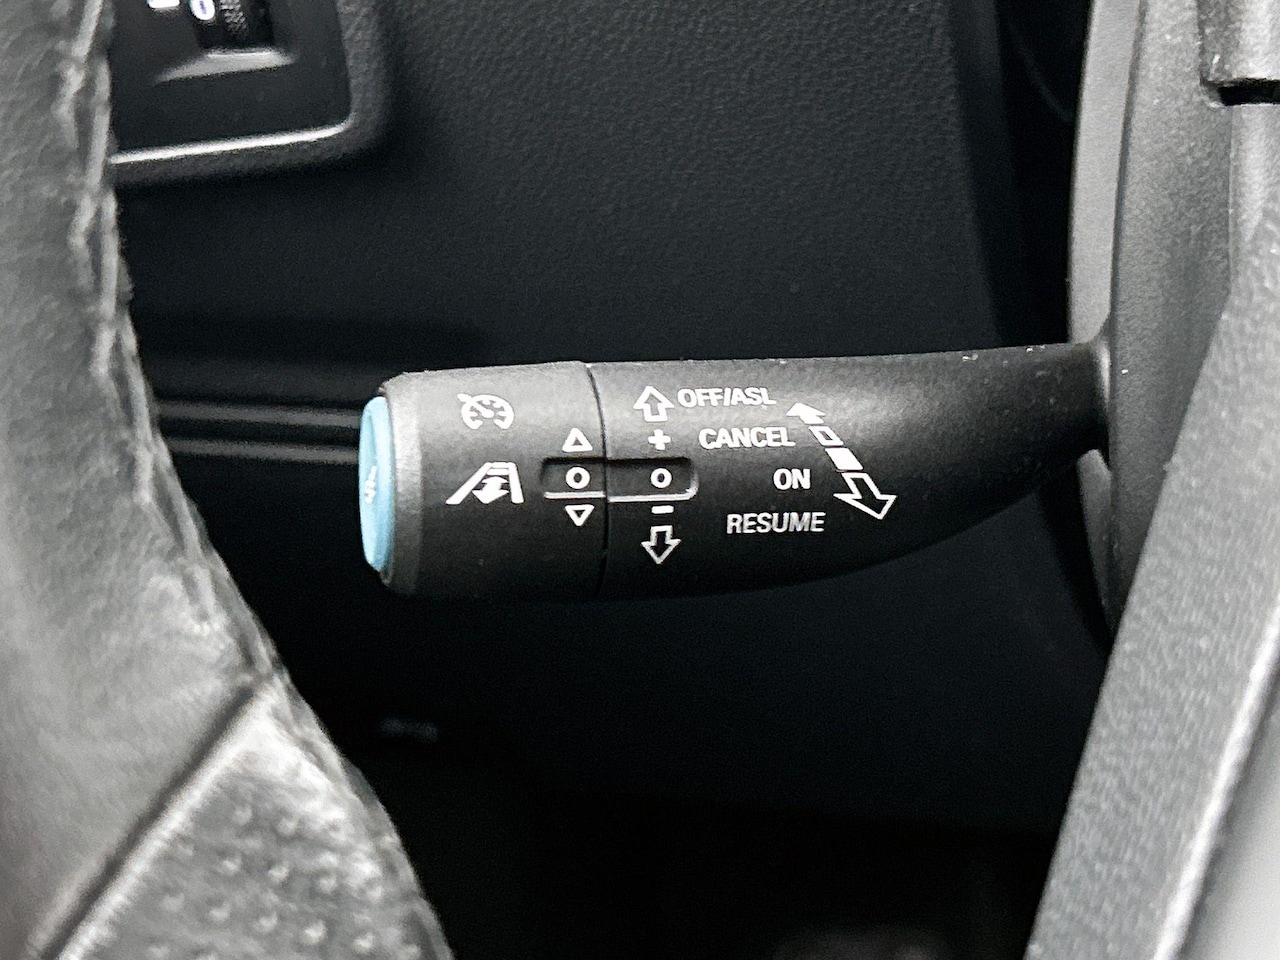 OFF/ASL
+ CANCEL
O O ON
− RESUME